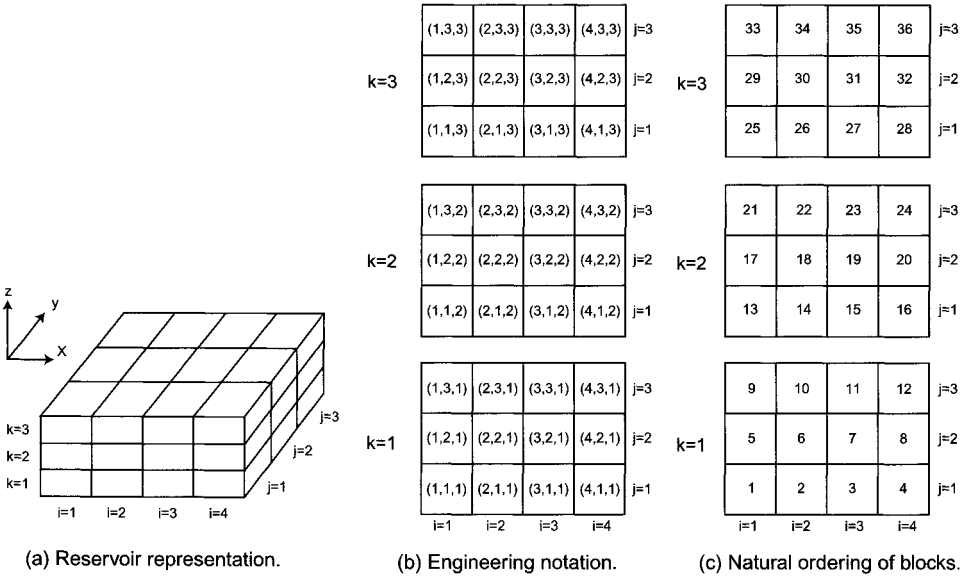 z
y
X
k=3
k=2
k=1
i=1 i=2 i=3 i=4
j=1
j=2
j=3
(a) Reservoir representation.
k=3
(1,3,3) (2,3,3) (3,3,3) (4,3,3) j=3
(1,2,3) (2,2,3) (3,2,3) (4,2,3) j=2
(1,1,3) (2,1,3) (3,1,3) (4,1,3) j=1
k=2
(1,3,2) (2,3,2) (3,3,2) (4,3,2) j=3
(1,2,2) (2,2,2) (3,2,2) (4,2,2) j=2
(1,1,2) (2,1,2) (3,1,2) (4,1,2) j=1
k=1
(1,3,1) (2,3,1) (3,3,1) (4,3,1) j=3
(1,2,1) (2,2,1) (3,2,1) (4,2,1) j=2
(1,1,1) (2,1,1) (3,1,1) (4,1,1) j=1
i=1 i=2 i=3 i=4
(b) Engineering notation.
k=3
33 34 35 36 j=3
29 30 31 32 j=2
25 26 27 28 j=1
k=2
21 22 23 24 j=3
17 18 19 20 j=2
13 14 15 16 j=1
k=1
9 10 11 12 j=3
5 6 7 8 j=2
1 2 3 4 j=1
i=1 i=2 i=3 i=4
(c) Natural ordering of blocks.